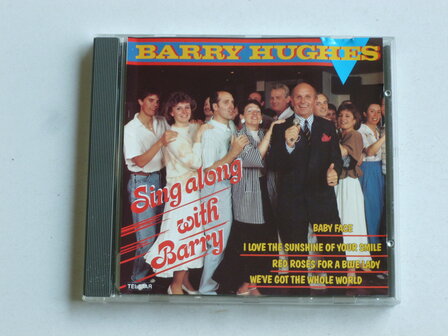 BARRY HUGHES
Sing along
with
Barry
BABY FACE
I LOVE THE SUNSHINE OF YOUR SMILE
RED ROSES FOR A BLUE LADY
WE'VE GOT THE WHOLE WORLD
TELSTAR